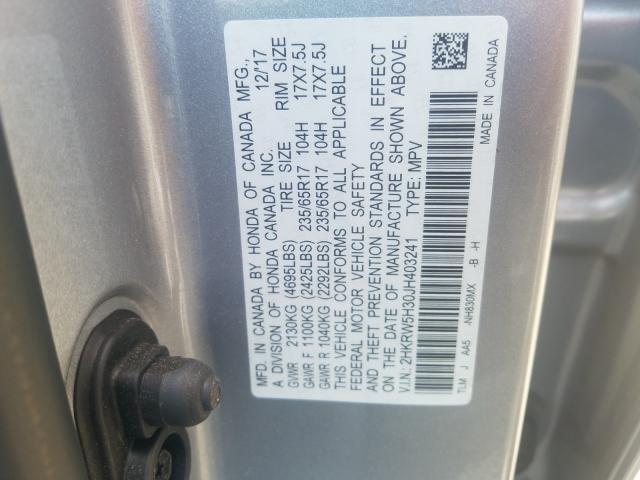 MFD. IN CANADA BY HONDA OF CANADA MFG.,
A DIVISION OF HONDA CANADA INC. 12/17
GVWR 2130KG (4695LBS) TIRE SIZE RIM SIZE
GAWR F 1100KG (2425LBS) 235/65R17 104H 17X7.5J
GAWR R 1040KG (2292LBS) 235/65R17 104H 17X7.5J
THIS VEHICLE CONFORMS TO ALL APPLICABLE
FEDERAL MOTOR VEHICLE SAFETY
AND THEFT PREVENTION STANDARDS IN EFFECT
ON THE DATE OF MANUFACTURE SHOWN ABOVE.
V.I.N.: 2HKRW5H30JH403241 TYPE: MPV
TLM J AA5 -NH830MX -B -H MADE IN CANADA